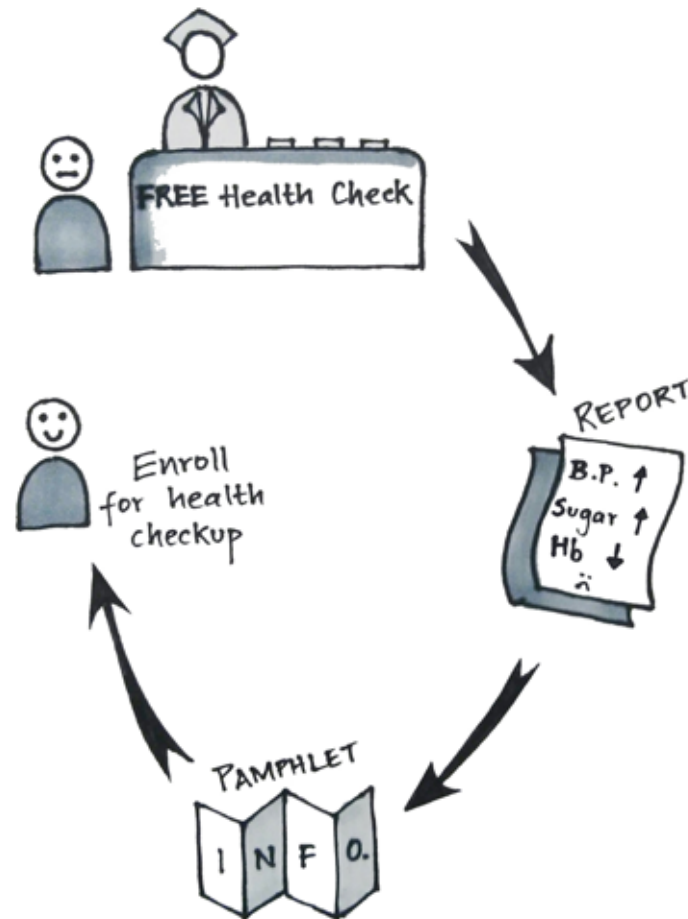 FREE Health Check
REPORT
B.P. ↑
Sugar ↑
Hb ↓
PAMPHLET
I N F O.
Enroll
for health
checkup